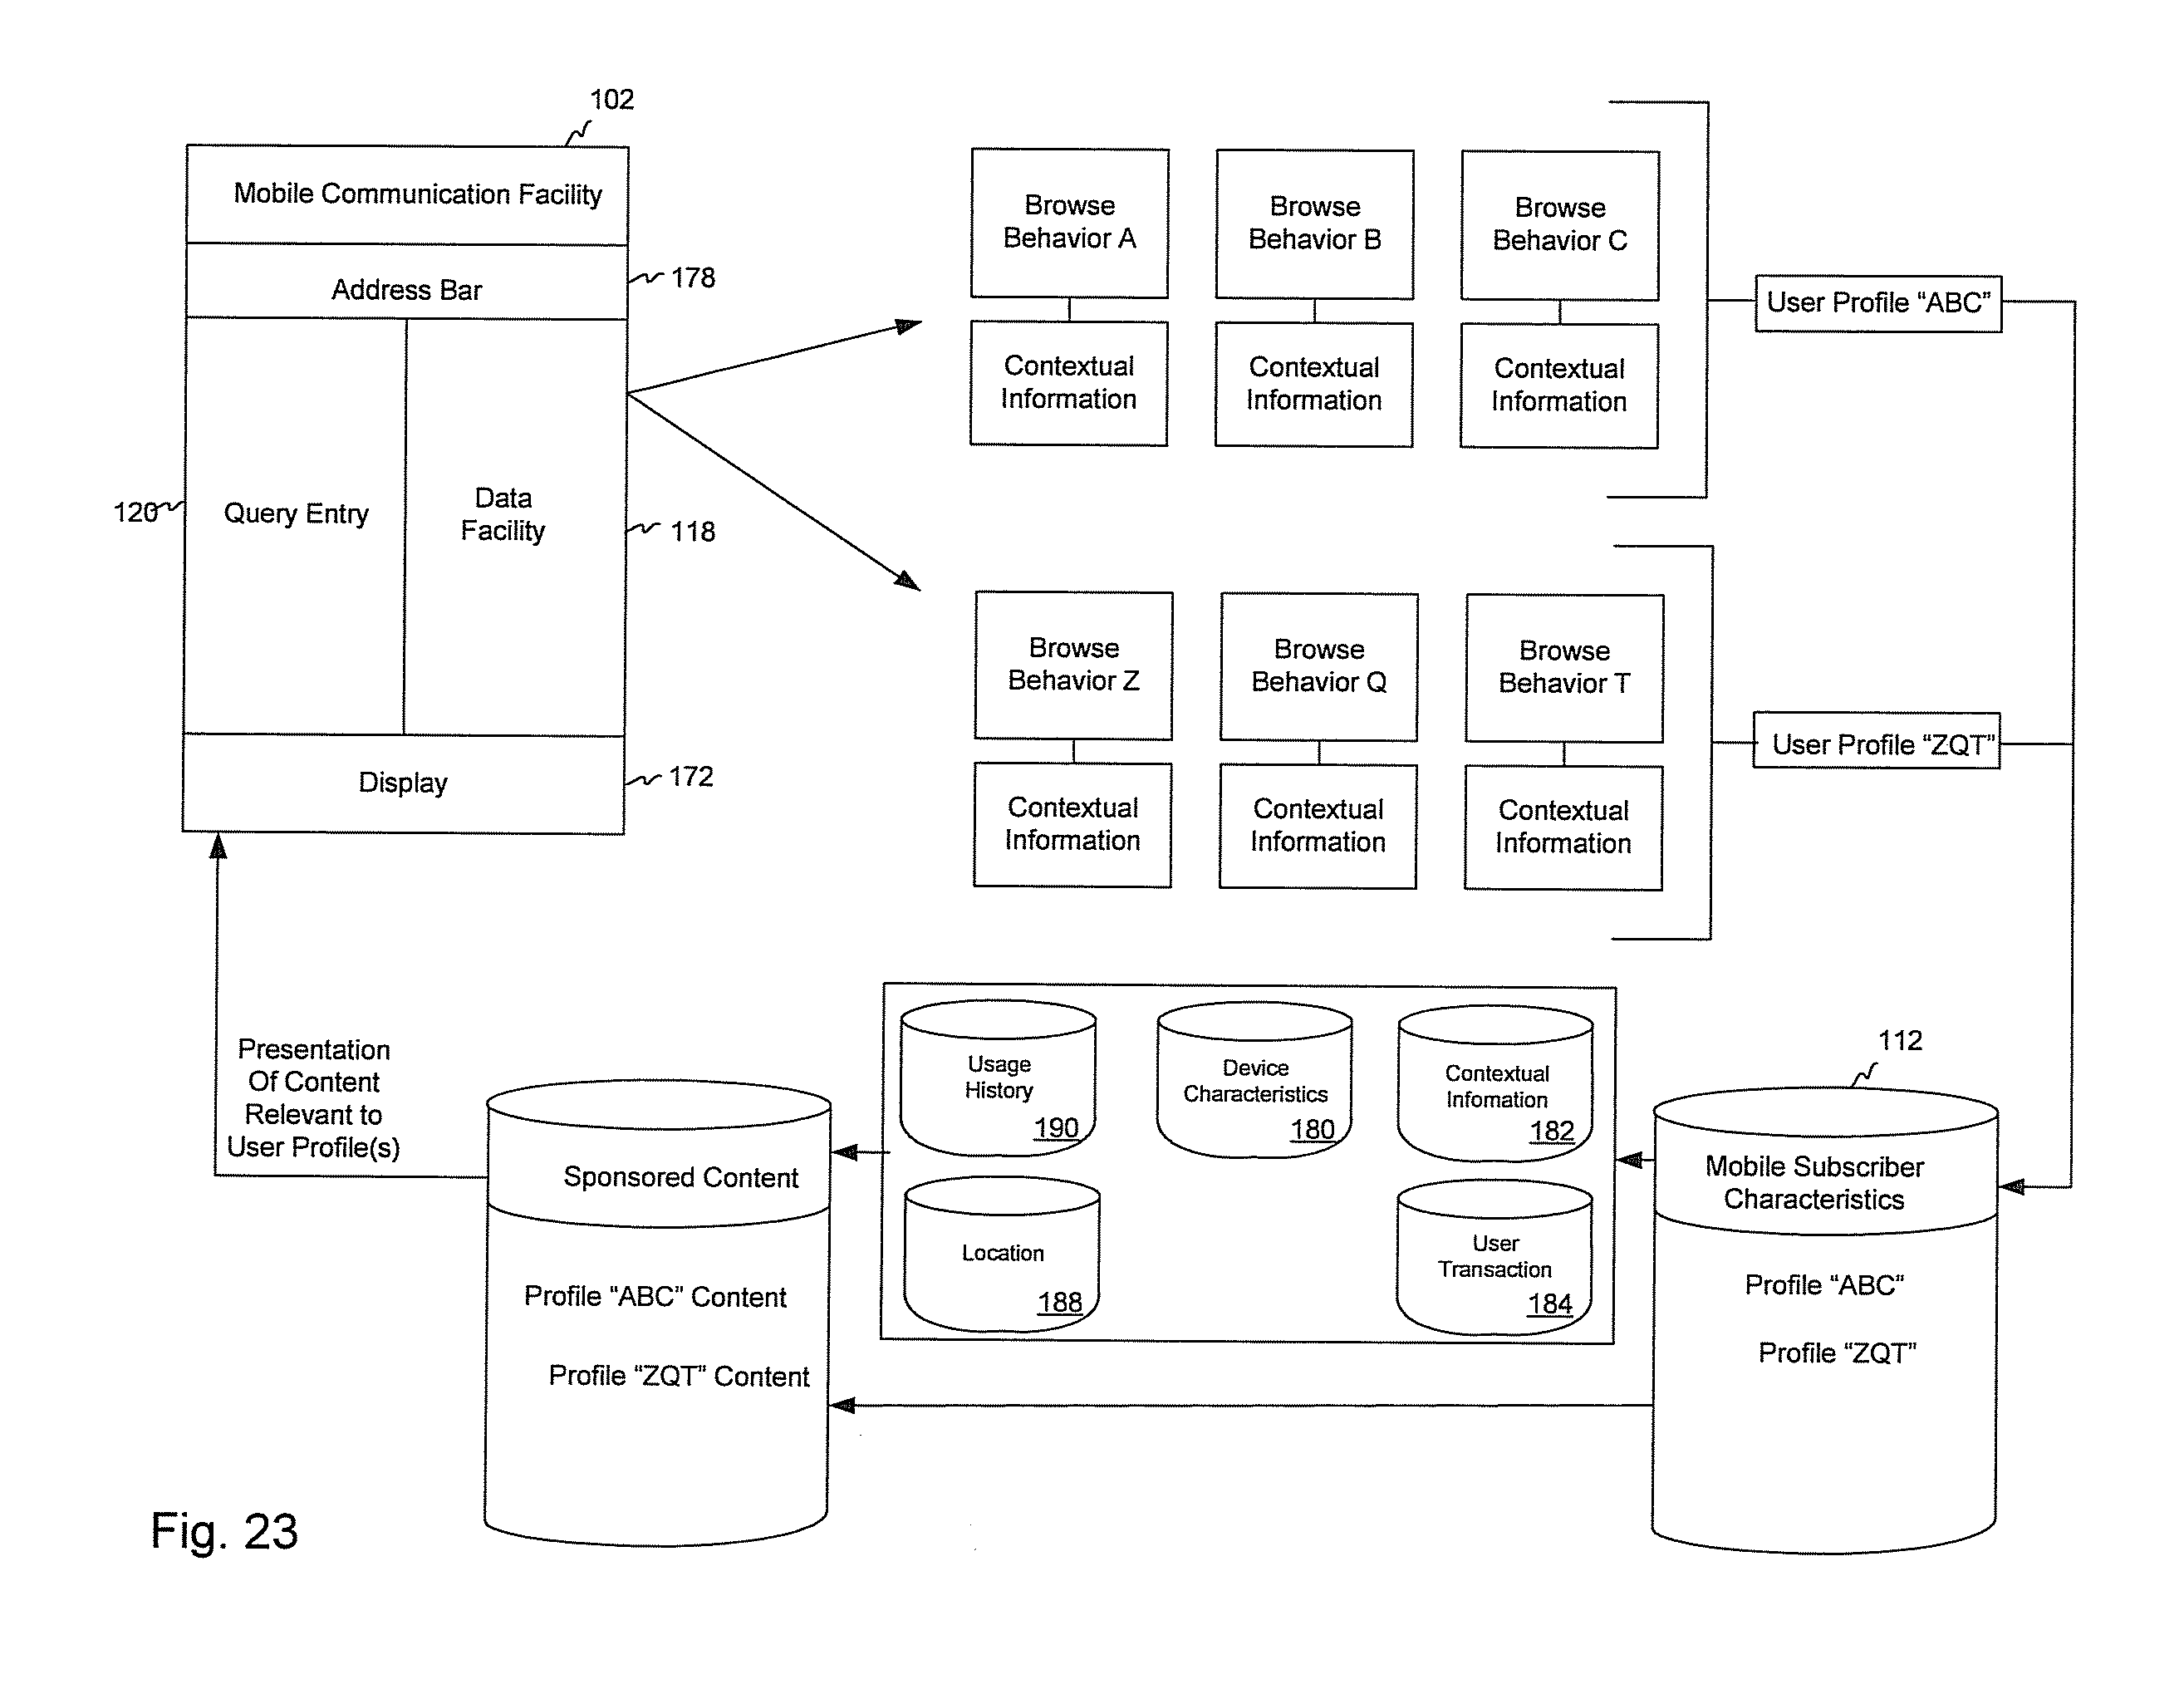 102
Mobile Communication Facility
Address Bar
178
Query Entry
120
Data
Facility
118
Display
172
Browse
Behavior A
Contextual
Information
Browse
Behavior B
Contextual
Information
Browse
Behavior C
Contextual
Information
User Profile “ABC”
Browse
Behavior Z
Contextual
Information
Browse
Behavior Q
Contextual
Information
Browse
Behavior T
Contextual
Information
User Profile “ZQT”
Presentation
Of Content
Relevant to
User Profile(s)
Sponsored Content
Profile “ABC” Content
Profile “ZQT” Content
Usage
History
190
Device
Characteristics
180
Contextual
Infomation
182
Location
188
User
Transaction
184
112
Mobile Subscriber
Characteristics
Profile “ABC”
Profile “ZQT”
Fig. 23